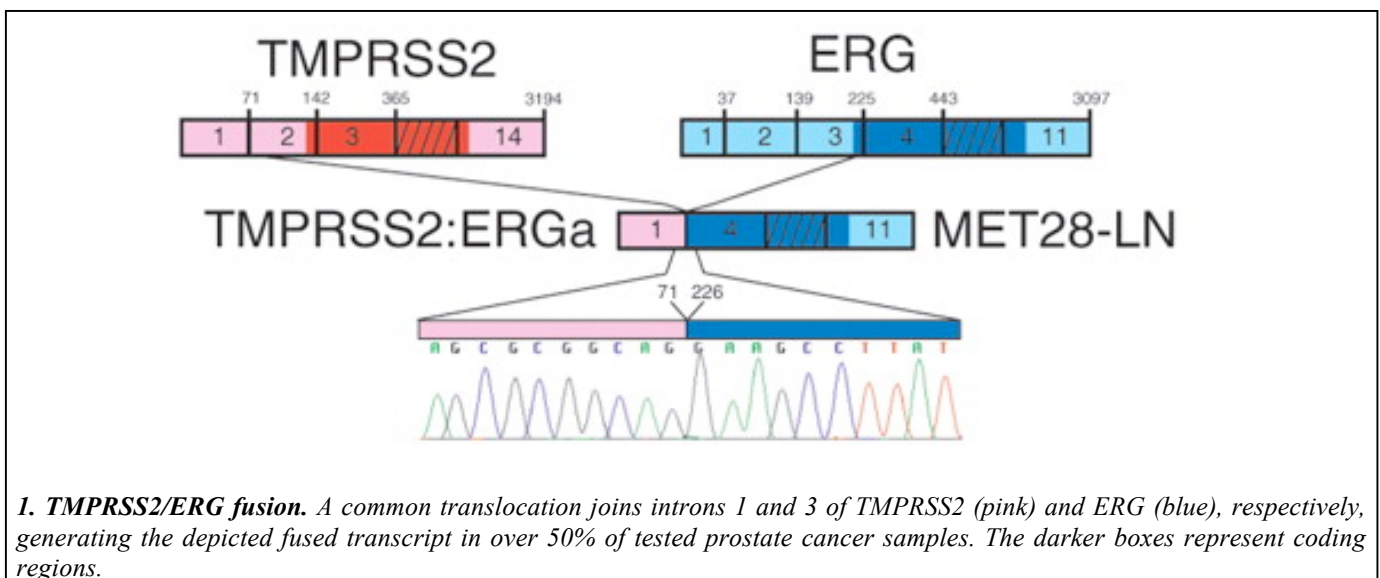 TMPRSS2 ERG
71 142 365 3194 37 139 225 443 3097
1 2 3 14 1 2 3 4 11
TMPRSS2:ERGa 1 4 11 MET28-LN
71 226
A G C G C G G C A G G A A G C C T T A T
1. TMPRSS2/ERG fusion. A common translocation joins introns 1 and 3 of TMPRSS2 (pink) and ERG (blue), respectively,
generating the depicted fused transcript in over 50% of tested prostate cancer samples. The darker boxes represent coding
regions.